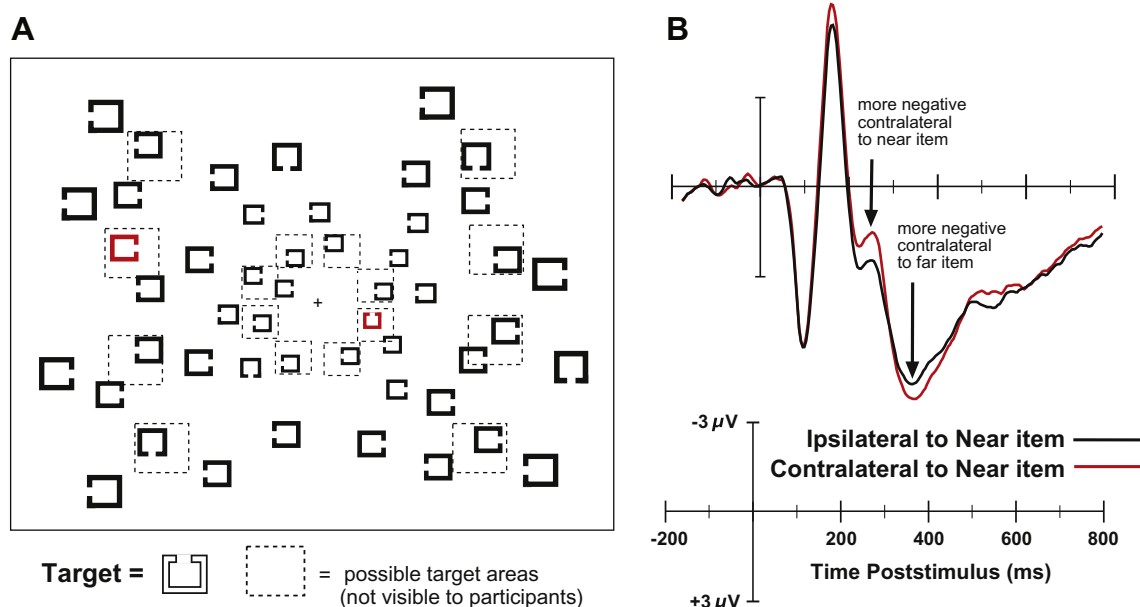 A
B
more negative
contralateral
to near item
more negative
contralateral
to far item
-3 µV
Ipsilateral to Near item
Contralateral to Near item
-200
200
400
600
800
Time Poststimulus (ms)
+3 µV
Target =
= possible target areas
(not visible to participants)